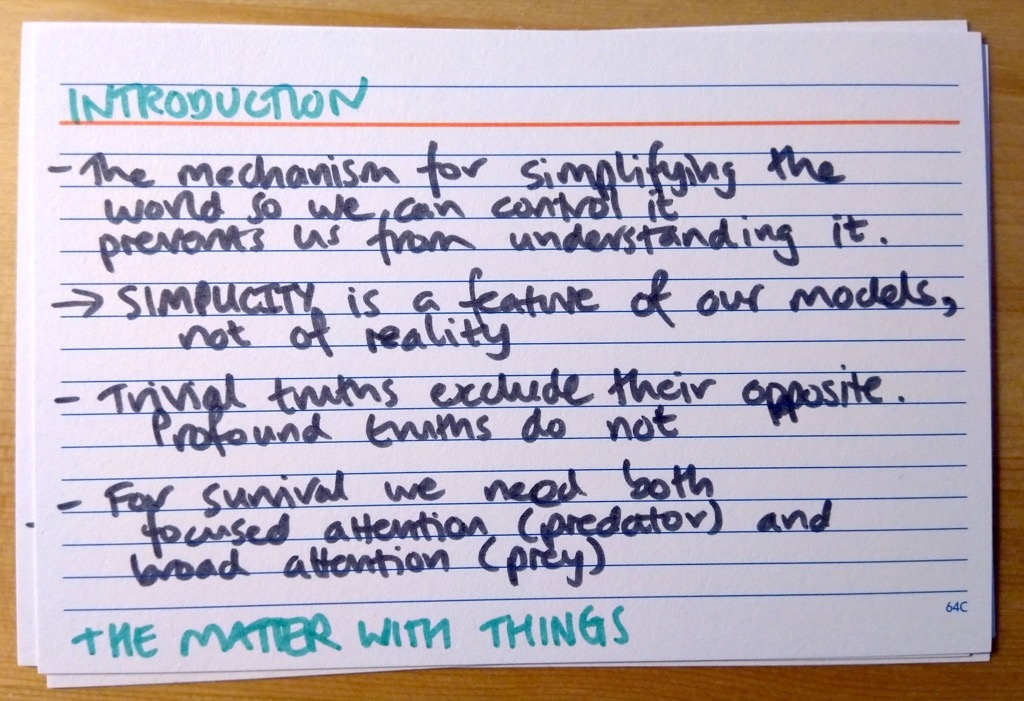 INTRODUCTION
- The mechanism for simplifying the
world so we can control it
prevents us from understanding it.
→ SIMPLICITY is a feature of our models,
not of reality
- Trivial truths exclude their opposite.
Profound truths do not
- For survival we need both
focused attention (predator) and
broad attention (prey)
64C
THE MATTER WITH THINGS